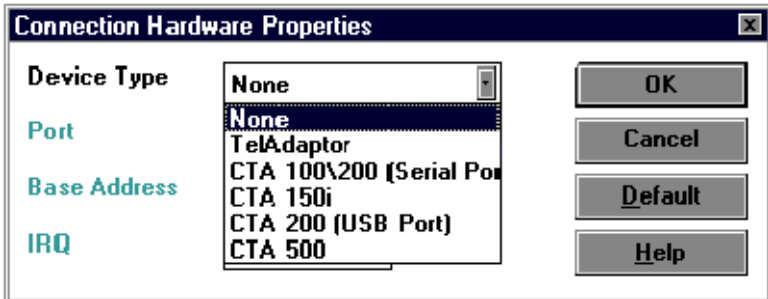 Connection Hardware Properties
Device Type
None
OK
None
TelAdaptor
CTA 100\200 (Serial Por
CTA 150i
CTA 200 (USB Port)
CTA 500
Port
Base Address
IRQ
Cancel
Default
Help